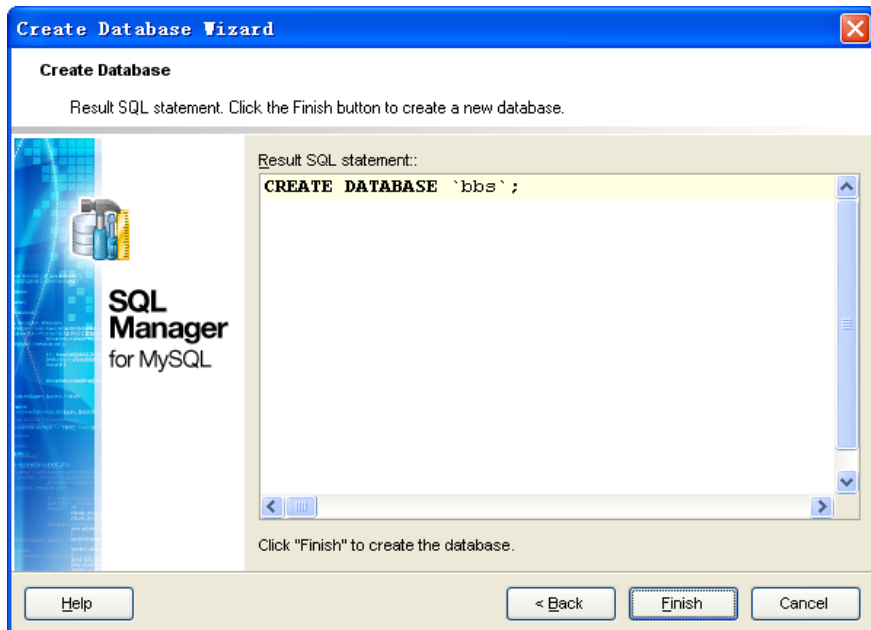 Create Database Wizard
Create Database
Result SQL statement. Click the Finish button to create a new database.
Result SQL statement::
CREATE DATABASE `bbs`;
SQL
Manager
for MySQL
Click "Finish" to create the database.
Help
< Back
Finish
Cancel